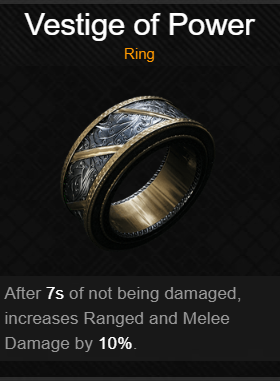 Vestige of Power
Ring
After 7s of not being damaged,
increases Ranged and Melee
Damage by 10%.